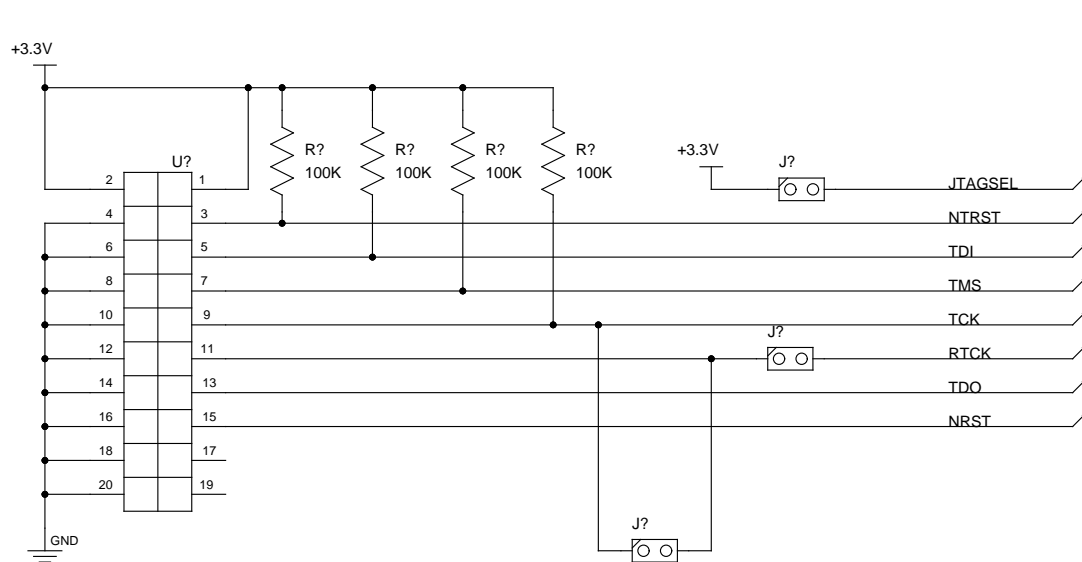 +3.3V
U?
R?
100K
R?
100K
R?
100K
R?
100K
+3.3V
J?
2 1 JTAGSEL
4 3 NTRST
6 5 TDI
8 7 TMS
10 9 TCK
J?
12 11 RTCK
14 13 TDO
16 15 NRST
18 17
20 19
J?
GND